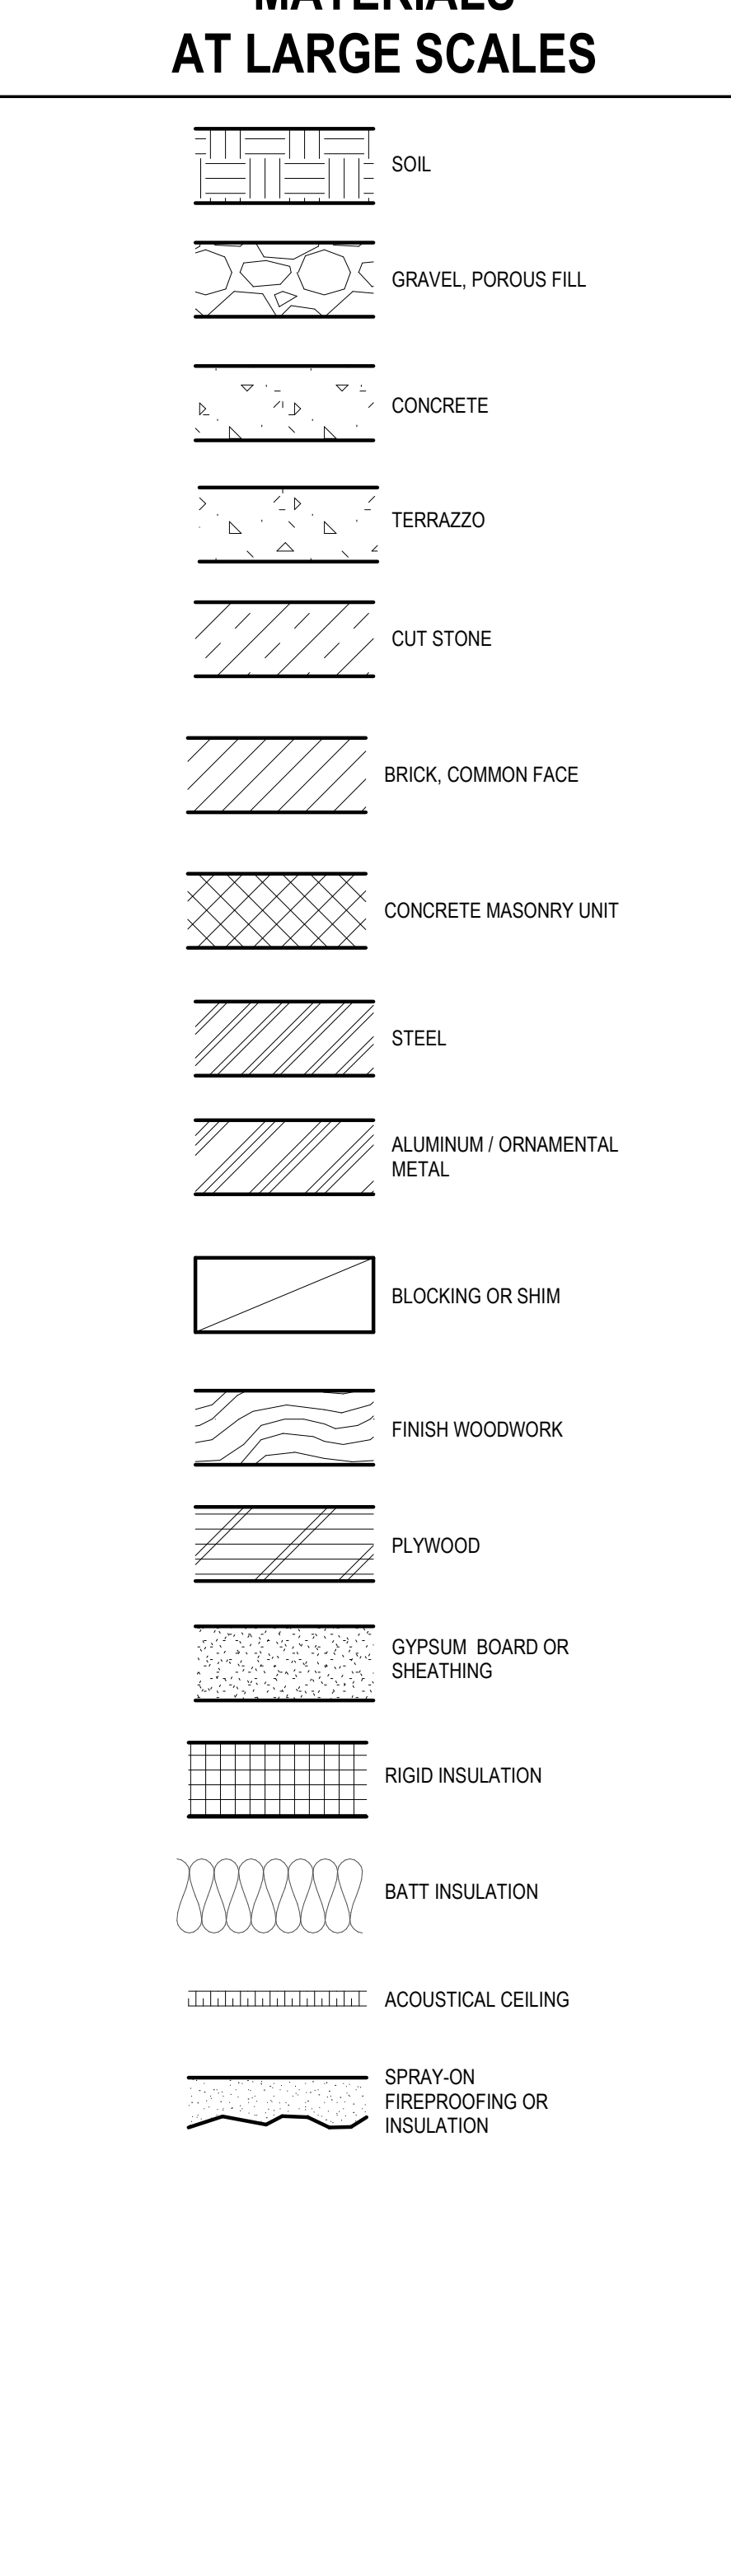 MATERIALS
AT LARGE SCALES
SOIL
GRAVEL, POROUS FILL
CONCRETE
TERRAZZO
CUT STONE
BRICK, COMMON FACE
CONCRETE MASONRY UNIT
STEEL
ALUMINUM / ORNAMENTAL
METAL
BLOCKING OR SHIM
FINISH WOODWORK
PLYWOOD
GYPSUM  BOARD OR
SHEATHING
RIGID INSULATION
BATT INSULATION
ACOUSTICAL CEILING
SPRAY-ON
FIREPROOFING OR
INSULATION